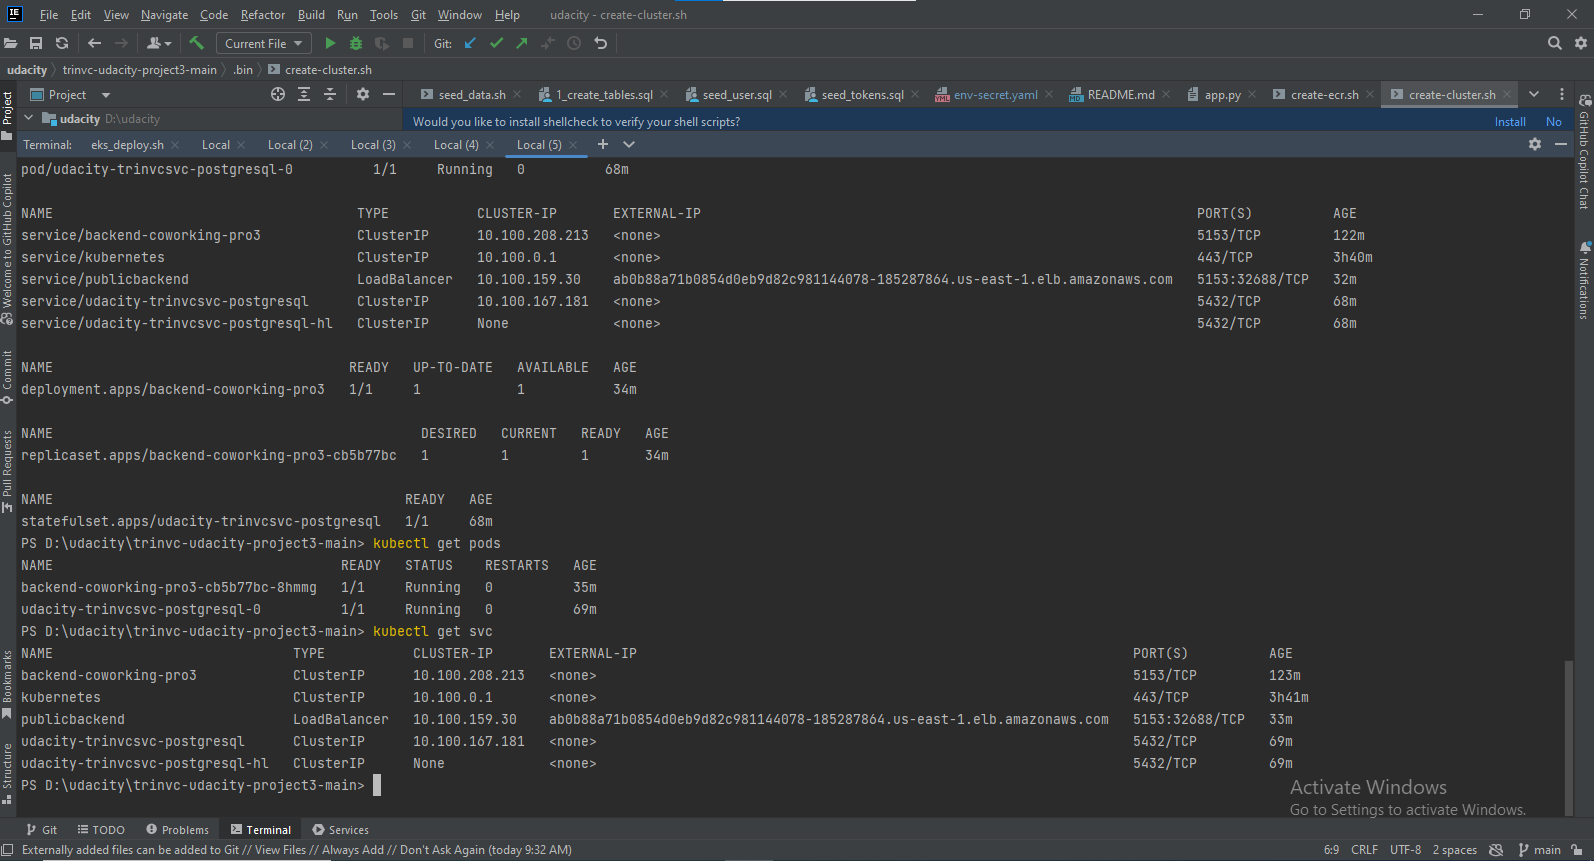 File Edit View Navigate Code Refactor Build Run Tools Git Window Help udacity - create-cluster.sh
Current File Git:
udacity trinvc-udacity-project3-main .bin create-cluster.sh
Project seed_data.sh 1_create_tables.sql seed_user.sql seed_tokens.sql env-secret.yaml README.md app.py create-ecr.sh create-cluster.sh
udacity D:\udacity Would you like to install shellcheck to verify your shell scripts? Install No
Terminal: eks_deploy.sh Local Local (2) Local (3) Local (4) Local (5)
pod/udacity-trinvcsvc-postgresql-0 1/1 Running 0 68m
NAME TYPE CLUSTER-IP EXTERNAL-IP PORT(S) AGE
service/backend-coworking-pro3 ClusterIP 10.100.208.213 <none> 5153/TCP 122m
service/kubernetes ClusterIP 10.100.0.1 <none> 443/TCP 3h40m
service/publicbackend LoadBalancer 10.100.159.30 ab0b88a71b0854d0eb9d82c981144078-185287864.us-east-1.elb.amazonaws.com 5153:32688/TCP 32m
service/udacity-trinvcsvc-postgresql ClusterIP 10.100.167.181 <none> 5432/TCP 68m
service/udacity-trinvcsvc-postgresql-hl ClusterIP None <none> 5432/TCP 68m
NAME READY UP-TO-DATE AVAILABLE AGE
deployment.apps/backend-coworking-pro3 1/1 1 1 34m
NAME DESIRED CURRENT READY AGE
replicaset.apps/backend-coworking-pro3-cb5b77bc 1 1 1 34m
NAME READY AGE
statefulset.apps/udacity-trinvcsvc-postgresql 1/1 68m
PS D:\udacity\trinvc-udacity-project3-main> kubectl get pods
NAME READY STATUS RESTARTS AGE
backend-coworking-pro3-cb5b77bc-8hmmg 1/1 Running 0 35m
udacity-trinvcsvc-postgresql-0 1/1 Running 0 69m
PS D:\udacity\trinvc-udacity-project3-main> kubectl get svc
NAME TYPE CLUSTER-IP EXTERNAL-IP PORT(S) AGE
backend-coworking-pro3 ClusterIP 10.100.208.213 <none> 5153/TCP 123m
kubernetes ClusterIP 10.100.0.1 <none> 443/TCP 3h41m
publicbackend LoadBalancer 10.100.159.30 ab0b88a71b0854d0eb9d82c981144078-185287864.us-east-1.elb.amazonaws.com 5153:32688/TCP 33m
udacity-trinvcsvc-postgresql ClusterIP 10.100.167.181 <none> 5432/TCP 69m
udacity-trinvcsvc-postgresql-hl ClusterIP None <none> 5432/TCP 69m
PS D:\udacity\trinvc-udacity-project3-main>
Activate Windows
Go to Settings to activate Windows.
Git TODO Problems Terminal Services
Externally added files can be added to Git // View Files // Always Add // Don't Ask Again (today 9:32 AM) 6:9 CRLF UTF-8 2 spaces main
Project
Welcome to GitHub Copilot
Commit
Pull Requests
Bookmarks
Structure
GitHub Copilot Chat
Notifications